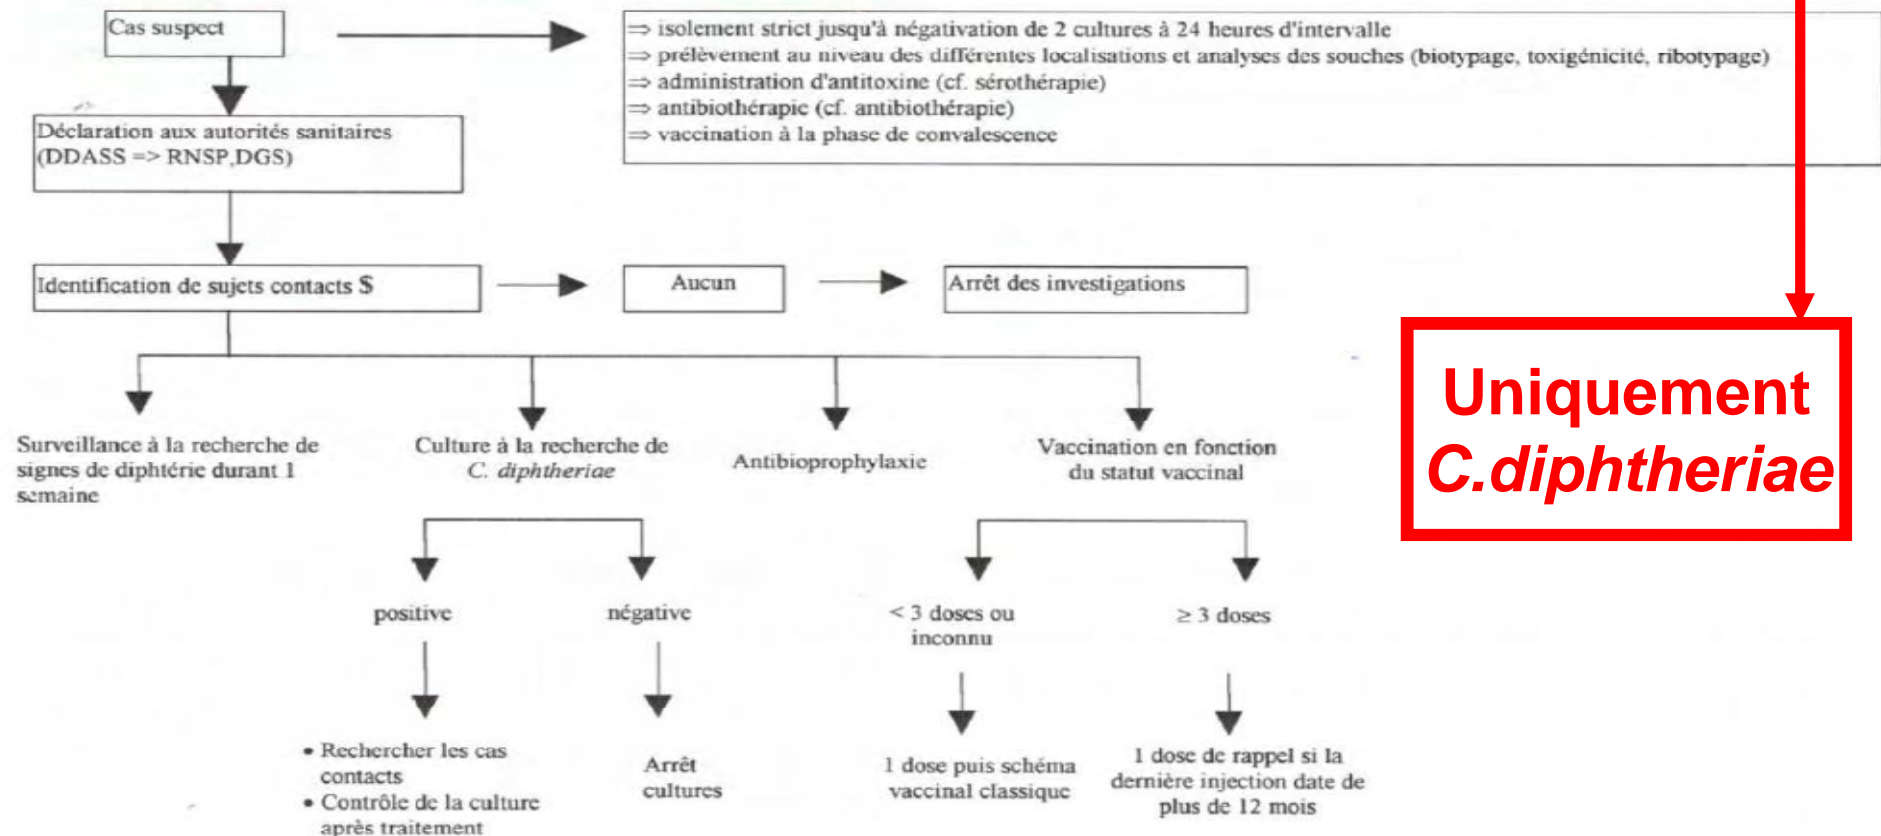 Cas suspect
⇒ isolement strict jusqu'à négativation de 2 cultures à 24 heures d'intervalle
⇒ prélèvement au niveau des différentes localisations et analyses des souches (biotypage, toxigénicité, ribotypage)
⇒ administration d'antitoxine (cf. sérothérapie)
⇒ antibiothérapie (cf. antibiothérapie)
⇒ vaccination à la phase de convalescence
Déclaration aux autorités sanitaires
(DDASS => RNSP,DGS)
Identification de sujets contacts $
Aucun
Arrêt des investigations
Uniquement
C.diphtheriae
Surveillance à la recherche de
signes de diphtérie durant 1
semaine
Culture à la recherche de
C. diphtheriae
Antibioprophylaxie
Vaccination en fonction
du statut vaccinal
positive
négative
< 3 doses ou
inconnu
≥ 3 doses
• Rechercher les cas
contacts
• Contrôle de la culture
après traitement
Arrêt
cultures
1 dose puis schéma
vaccinal classique
1 dose de rappel si la
dernière injection date de
plus de 12 mois